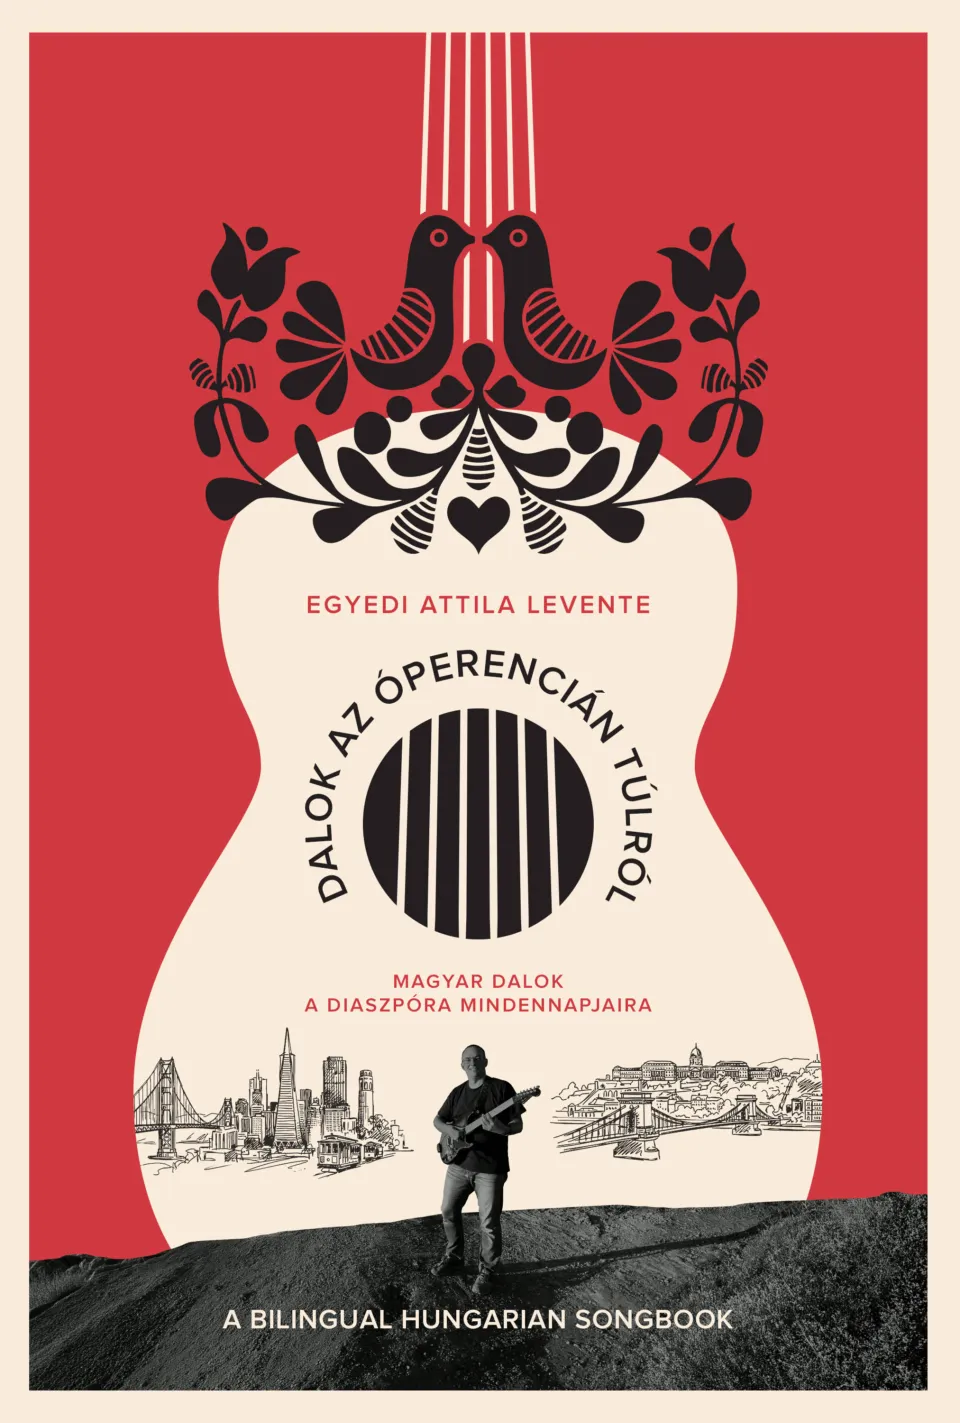 EGYEDI ATTILA LEVENTE
DALOK AZ ÓPERENCIÁN TÚLRÓL
MAGYAR DALOK
A DIASZPÓRA MINDENNAPJAIRA
A BILINGUAL HUNGARIAN SONGBOOK